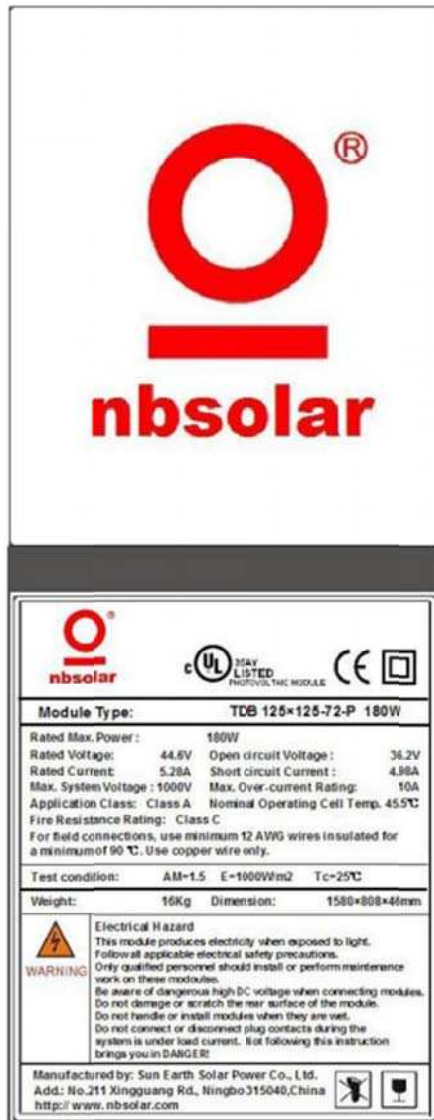 ®
nbsolar
®
nbsolar
c UL LISTED 35AY
PHOTOVOLTAIC MODULE
CE
Module Type: TDB 125×125-72-P 180W
Rated Max. Power : 180W
Rated Voltage: 44.6V Open circuit Voltage : 36.2V
Rated Current: 5.28A Short circuit Current : 4.98A
Max. System Voltage : 1000V Max. Over-current Rating: 10A
Application Class: Class A Nominal Operating Cell Temp. 45.5℃
Fire Resistance Rating: Class C
For field connections, use minimum 12 AWG wires insulated for
a minimum of 90 ℃. Use copper wire only.
Test condition: AM=1.5 E=1000W/m2 Tc=25℃
Weight: 16Kg Dimension: 1580×808×46mm
WARNING
Electrical Hazard
This module produces electricity when exposed to light.
Follow all applicable electrical safety precautions.
Only qualified personnel should install or perform maintenance
work on these modoulse.
Be aware of dangerous high DC voltage when connecting modules.
Do not damage or scratch the rear surface of the module.
Do not handle or install modules when they are wet.
Do not connect or disconnect plug contacts during the
system is under load current. Not following this instruction
brings you in DANGER!
Manufactured by: Sun Earth Solar Power Co., Ltd.
Add.: No.211 Xingguang Rd., Ningbo315040,China
http:// www. nbsolar.com